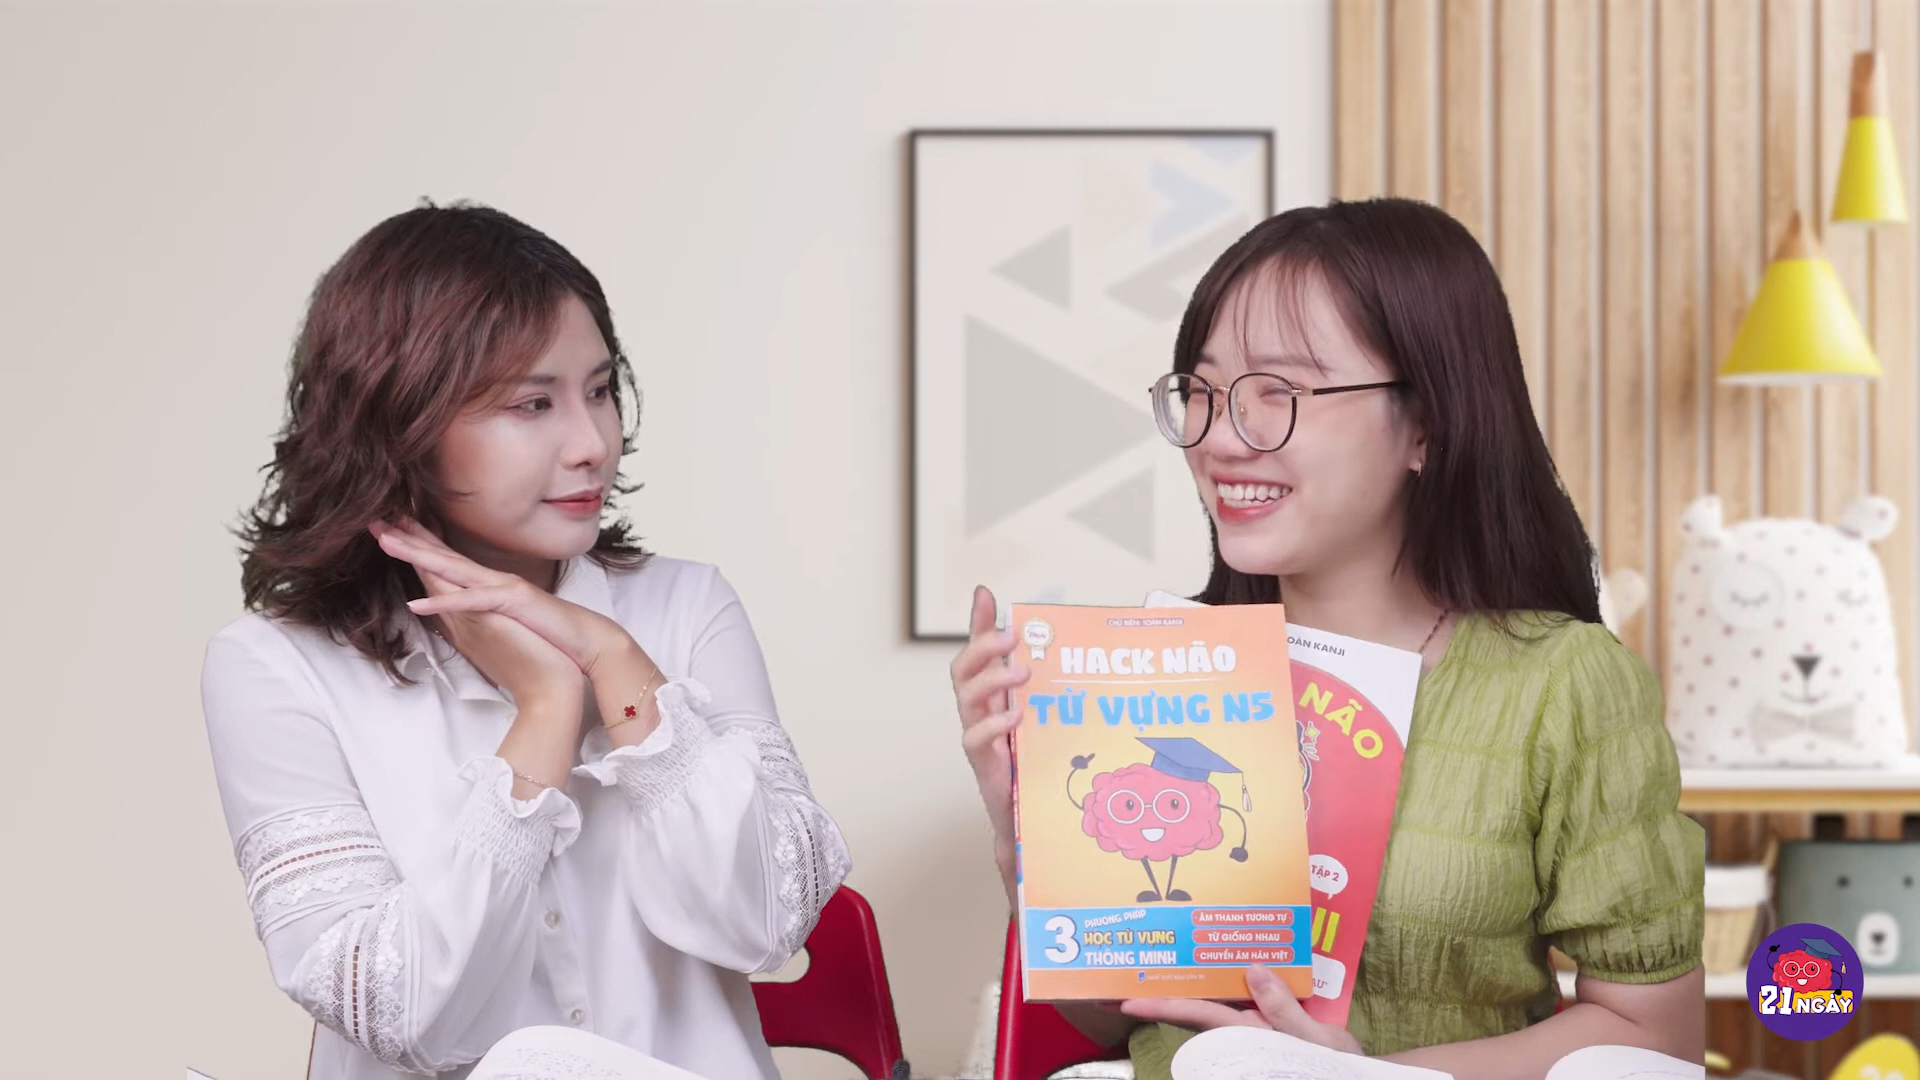 CHỦ BIÊN: TOÀN KANJI
HACK NÃO
TỪ VỰNG N5
3 PHƯƠNG PHÁP
HỌC TỪ VỰNG
THÔNG MINH
ÂM THANH TƯƠNG TỰ
TỪ GIỐNG NHAU
CHUYỂN ÂM HÁN VIỆT
OÀN KANJI
NÃO
TẬP 2
JI
21 NGÀY